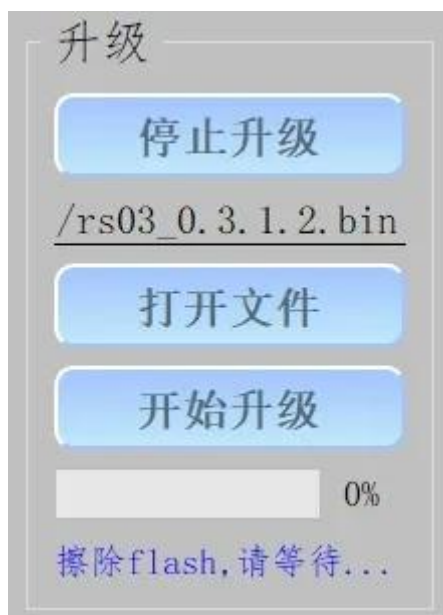 升级
停止升级
/rs03_0.3.1.2.bin
打开文件
开始升级
0%
擦除flash,请等待...